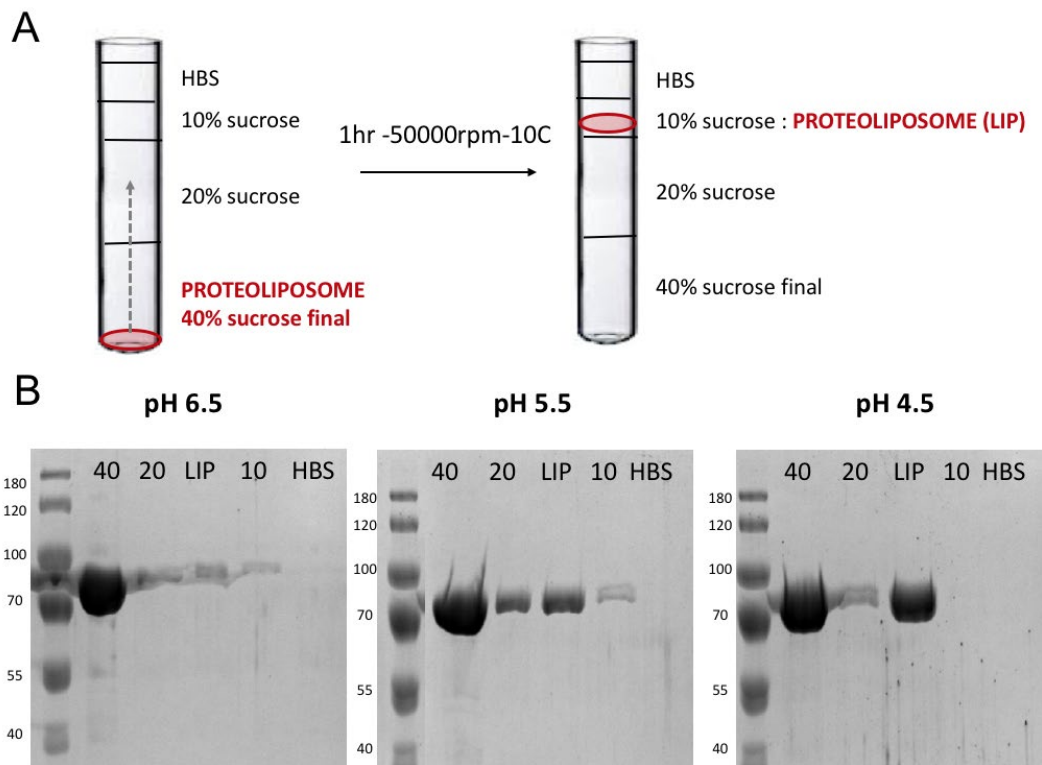 A
HBS
10% sucrose
20% sucrose
PROTEOLIPOSOME
40% sucrose final
1hr -50000rpm-10C
HBS
10% sucrose : PROTEOLIPOSOME (LIP)
20% sucrose
40% sucrose final
B
pH 6.5
40 20 LIP 10 HBS
180
120
100
70
55
40
pH 5.5
40 20 LIP 10 HBS
180
120
100
70
55
40
pH 4.5
40 20 LIP 10 HBS
180
120
100
70
55
40